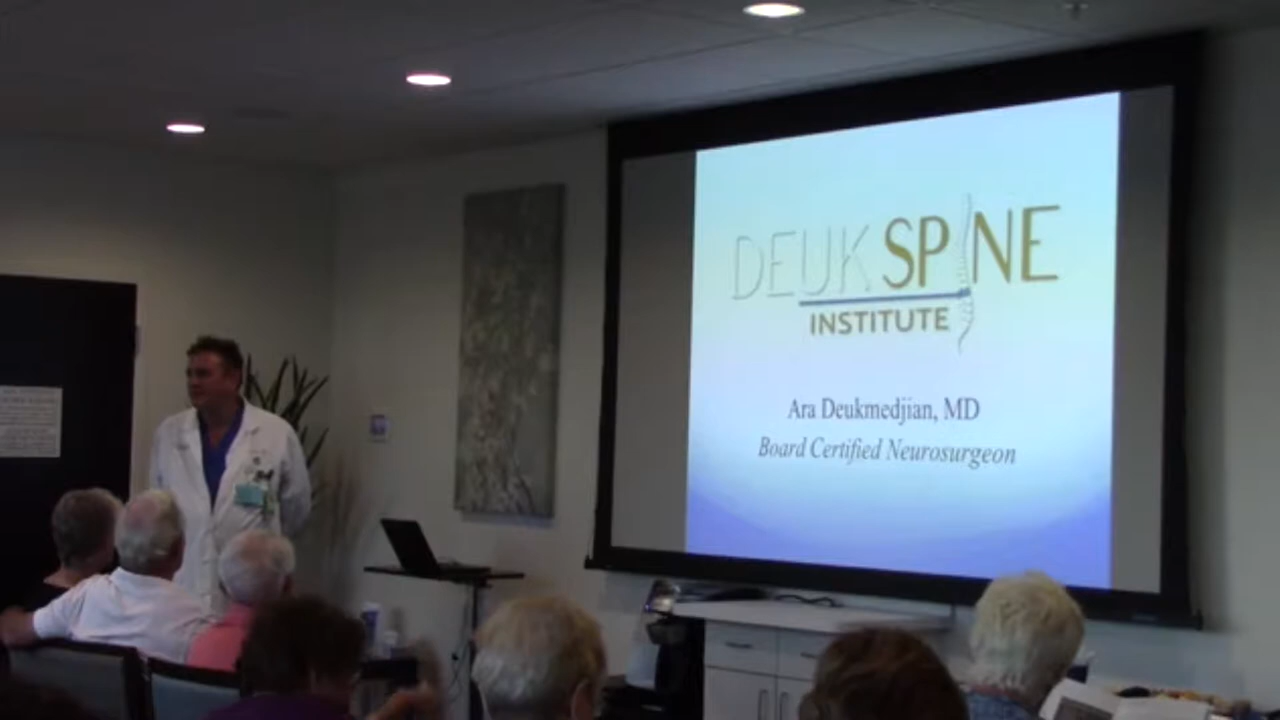 DEUK SPINE
INSTITUTE
Ara Deukmedjian, MD
Board Certified Neurosurgeon